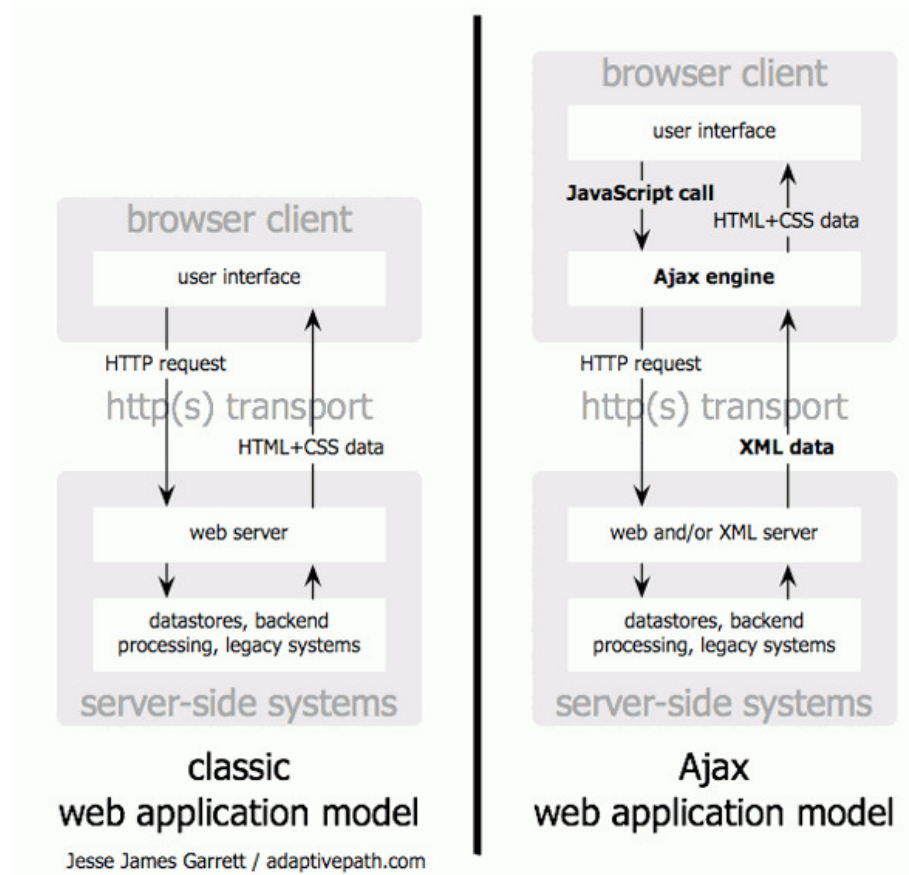 browser client
user interface
HTTP request
http(s) transport
HTML+CSS data
web server
datastores, backend
processing, legacy systems
server-side systems
classic
web application model
Jesse James Garrett / adaptivepath.com
browser client
user interface
JavaScript call
HTML+CSS data
Ajax engine
HTTP request
http(s) transport
XML data
web and/or XML server
datastores, backend
processing, legacy systems
server-side systems
Ajax
web application model